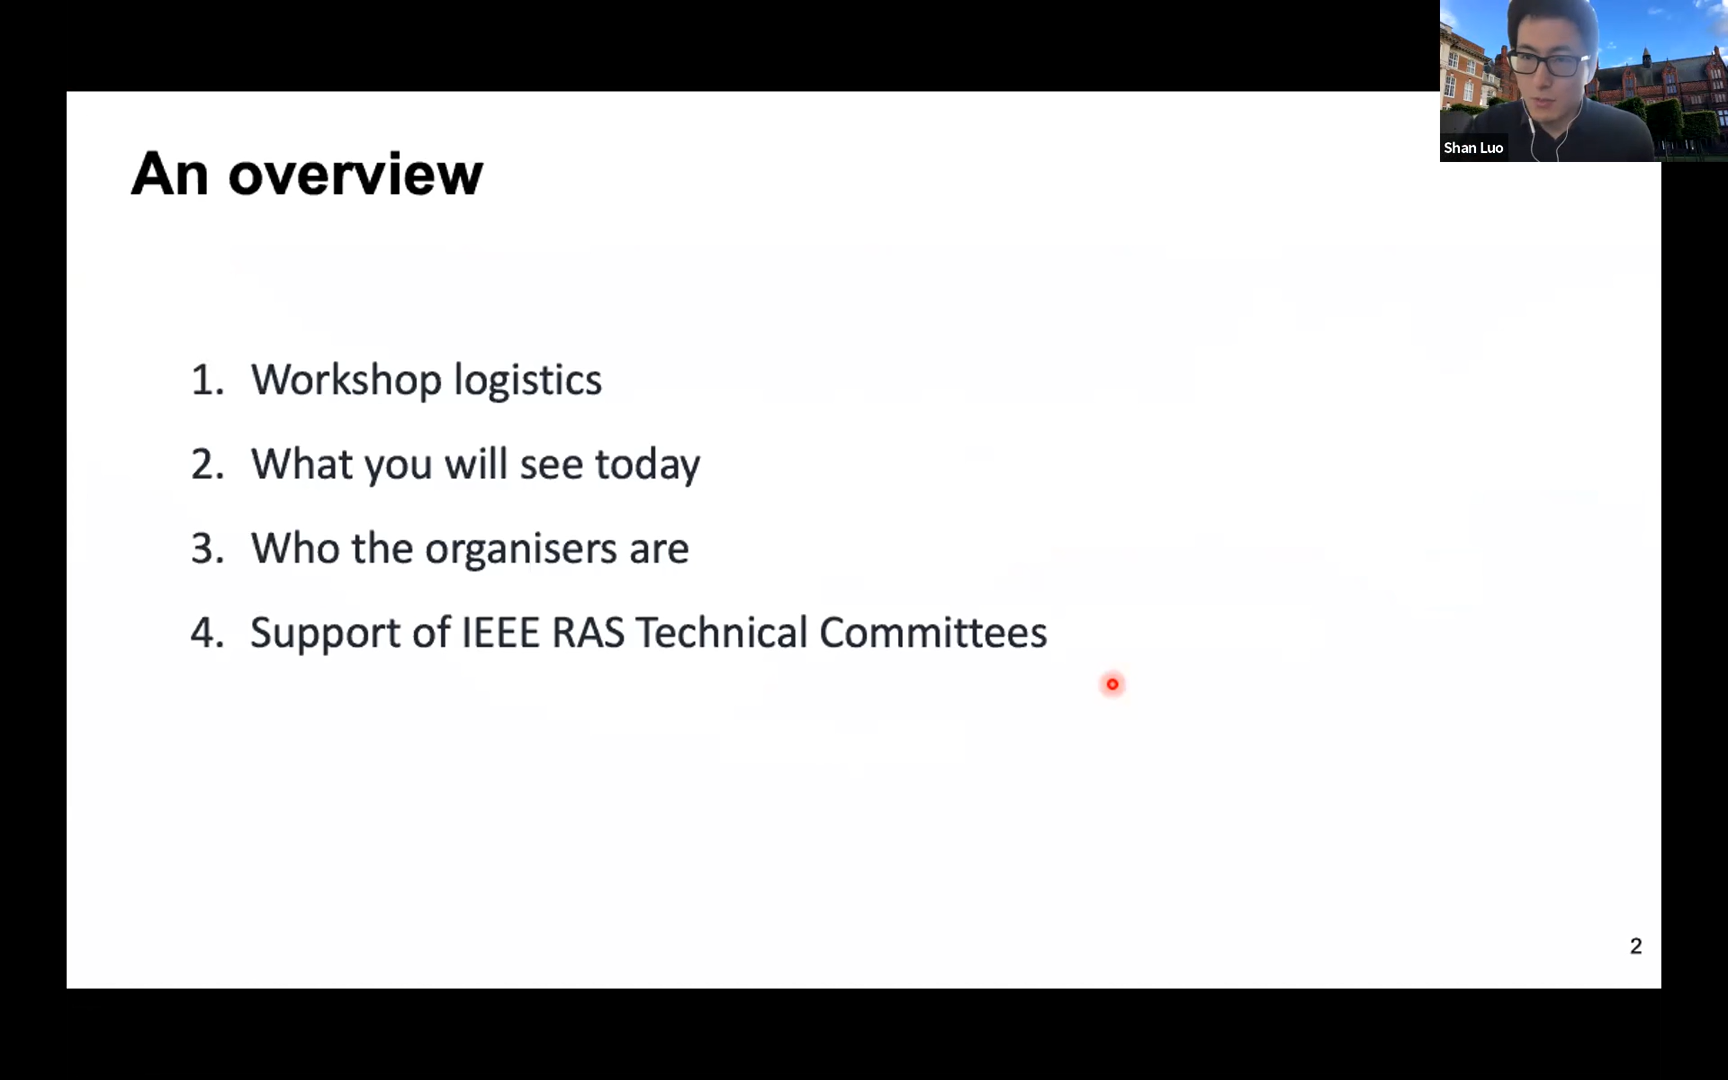 An overview
1. Workshop logistics
2. What you will see today
3. Who the organisers are
4. Support of IEEE RAS Technical Committees
2
Shan Luo